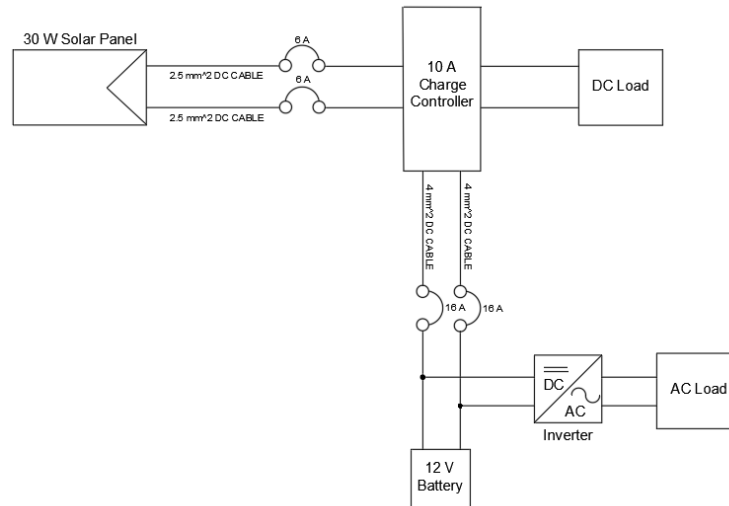 30 W Solar Panel
2.5 mm^2 DC CABLE
2.5 mm^2 DC CABLE
6 A
6 A
10 A
Charge
Controller
DC Load
4 mm^2 DC CABLE
4 mm^2 DC CABLE
16 A
16 A
DC
AC
Inverter
AC Load
12 V
Battery